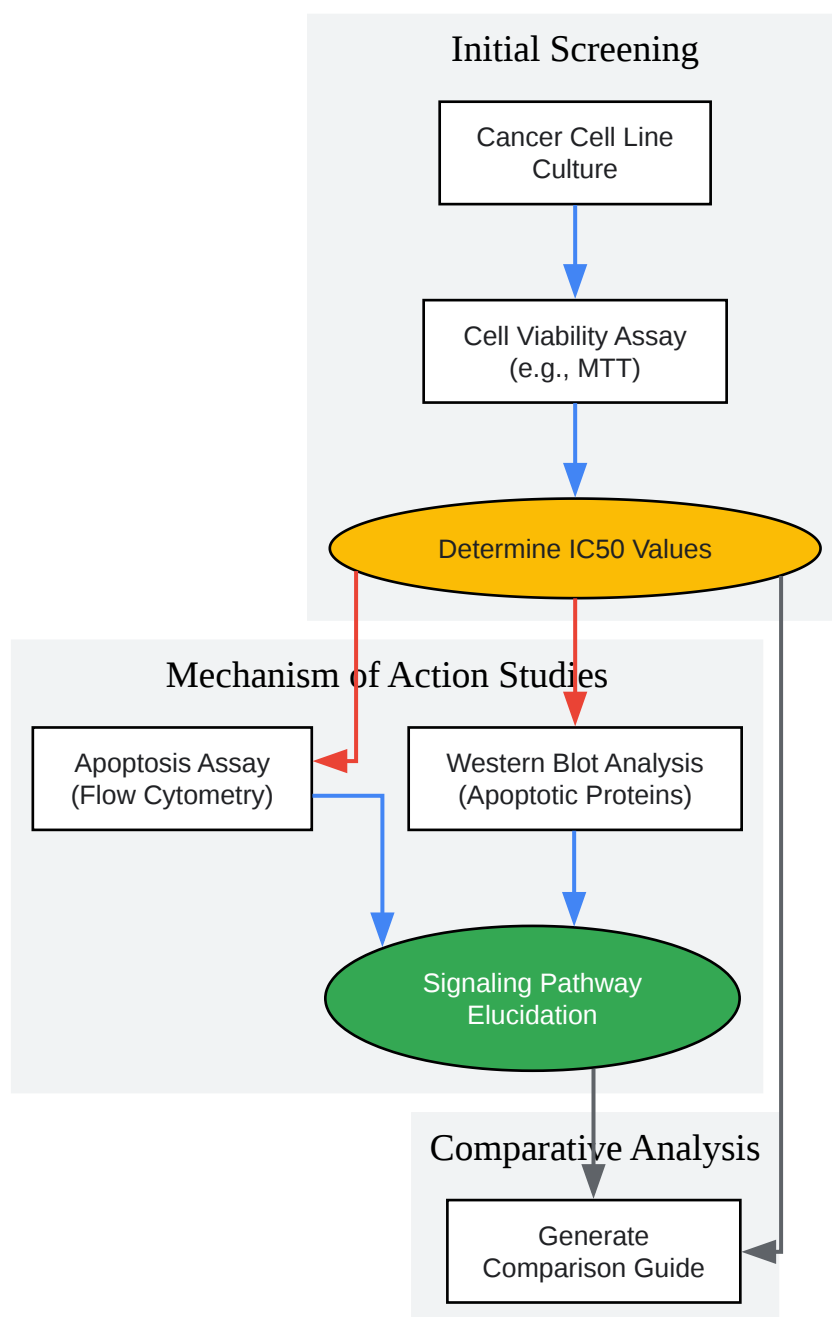 Initial Screening
Cancer Cell Line
Culture
Cell Viability Assay
(e.g., MTT)
Determine IC50 Values
Mechanism of Action Studies
Apoptosis Assay
(Flow Cytometry)
Western Blot Analysis
(Apoptotic Proteins)
Signaling Pathway
Elucidation
Comparative Analysis
Generate
Comparison Guide